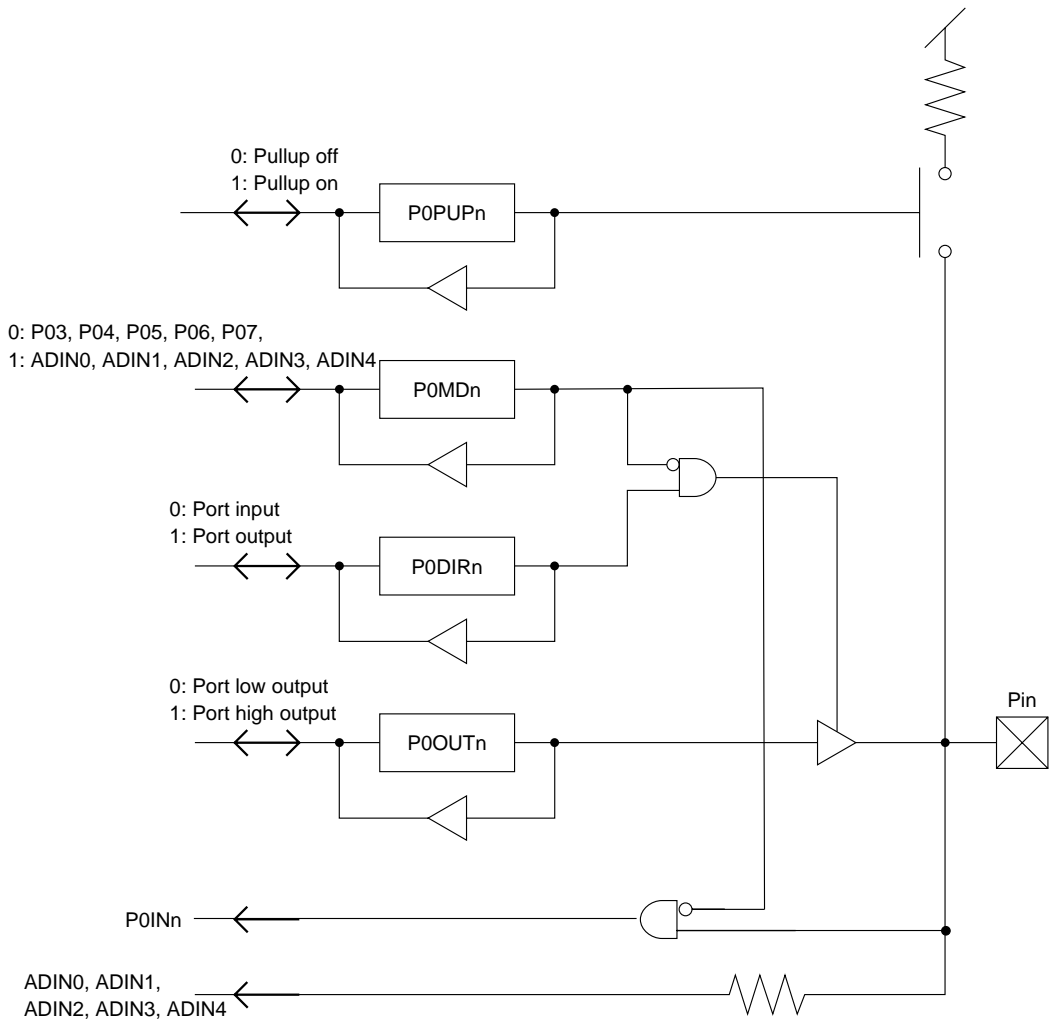 0: Pullup off
1: Pullup on
P0PUPn
0: P03, P04, P05, P06, P07,
1: ADIN0, ADIN1, ADIN2, ADIN3, ADIN4
P0MDn
0: Port input
1: Port output
P0DIRn
0: Port low output
1: Port high output
P0OUTn
Pin
P0INn
ADIN0, ADIN1,
ADIN2, ADIN3, ADIN4